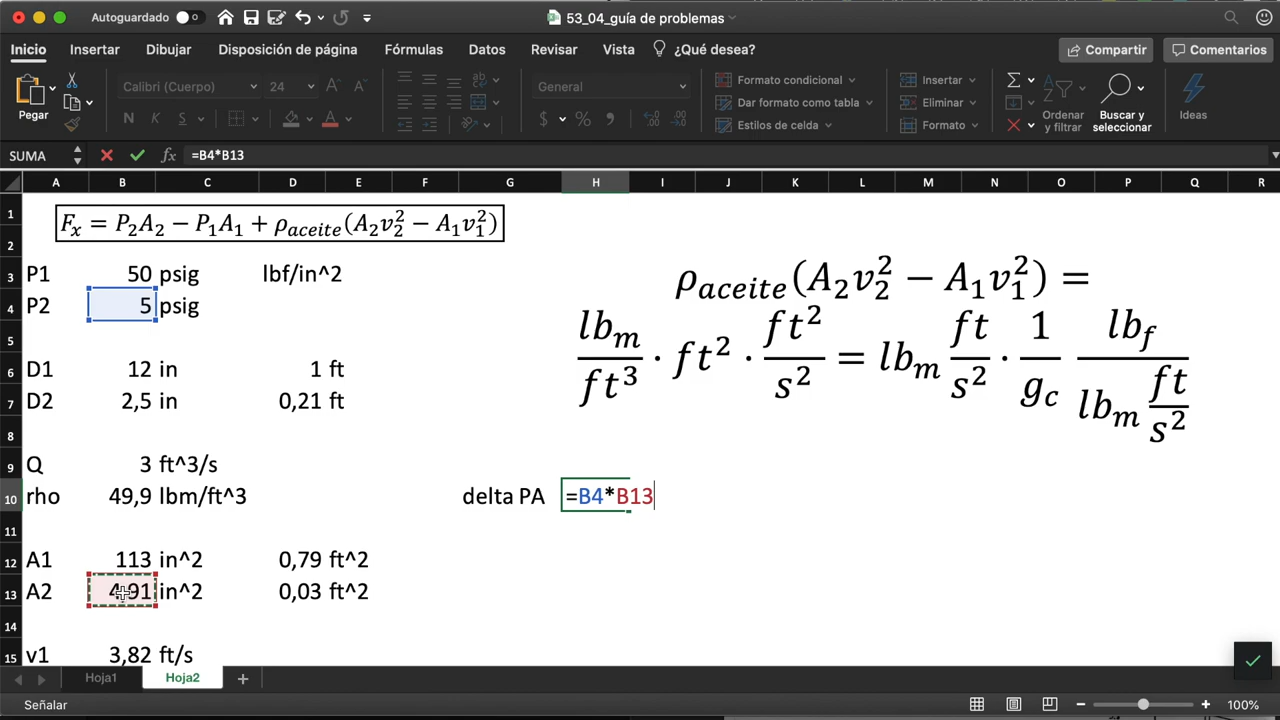 Autoguardado
53_04_guía de problemas
Inicio Insertar Dibujar Disposición de página Fórmulas Datos Revisar Vista ¿Qué desea? Compartir Comentarios
Pegar
Calibri (Cuerpo) 24
N K S
General
$ %
Formato condicional
Dar formato como tabla
Estilos de celda
Insertar
Eliminar
Formato
Ordenar y filtrar
Buscar y seleccionar
Ideas
SUMA fx =B4*B13
A B C D E F G H I J K L M N O P Q R
1 F_x = P_2A_2 − P_1A_1 + ρ_aceite(A_2v_2^2 − A_1v_1^2)
2
3 P1 50 psig lbf/in^2
4 P2 5 psig
5
6 D1 12 in 1 ft
7 D2 2,5 in 0,21 ft
8
9 Q 3 ft^3/s
10 rho 49,9 lbm/ft^3 delta PA =B4*B13
11
12 A1 113 in^2 0,79 ft^2
13 A2 4,91 in^2 0,03 ft^2
14
15 v1 3,82 ft/s
ρ_aceite(A_2v_2^2 − A_1v_1^2) =
lb_m/ft^3 · ft^2 · ft^2/s^2 = lb_m ft/s^2 · 1/g_c lb_f/(lb_m ft/s^2)
Hoja1 Hoja2
Señalar 100%